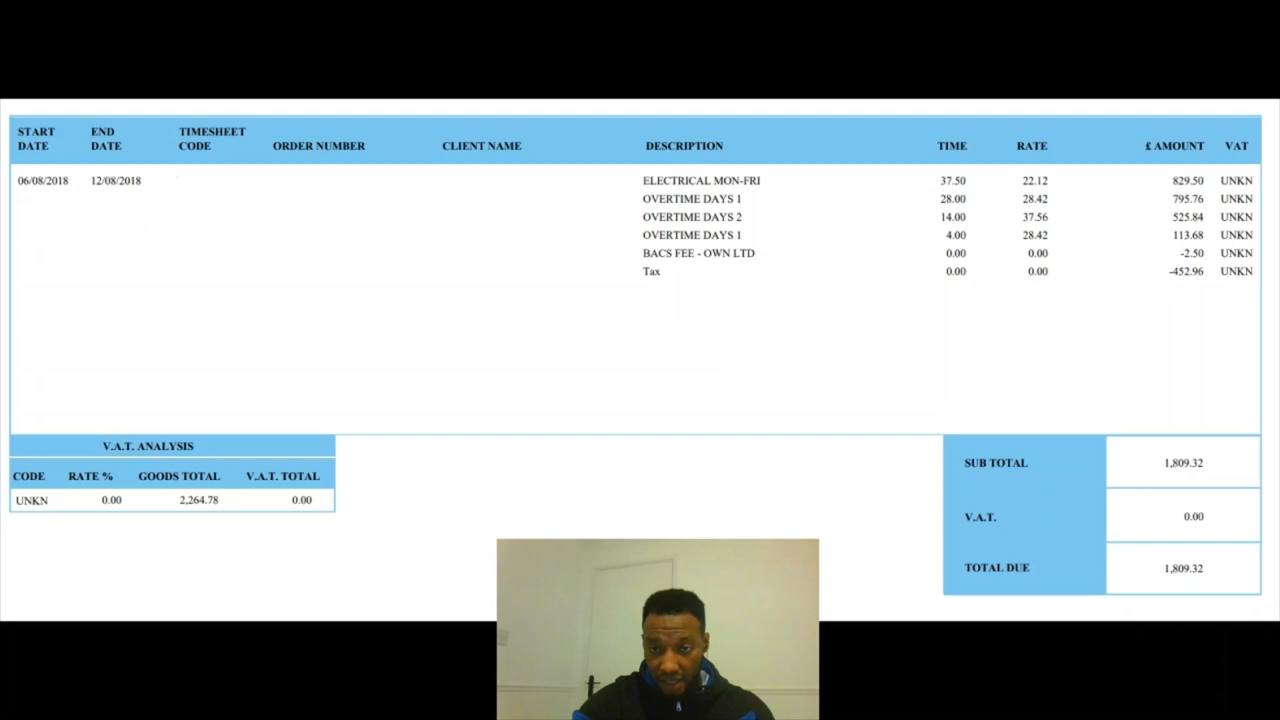 START DATE END DATE TIMESHEET CODE ORDER NUMBER CLIENT NAME DESCRIPTION TIME RATE £ AMOUNT VAT
06/08/2018 12/08/2018 ELECTRICAL MON-FRI 37.50 22.12 829.50 UNKN
OVERTIME DAYS 1 28.00 28.42 795.76 UNKN
OVERTIME DAYS 2 14.00 37.56 525.84 UNKN
OVERTIME DAYS 1 4.00 28.42 113.68 UNKN
BACS FEE - OWN LTD 0.00 0.00 -2.50 UNKN
Tax 0.00 0.00 -452.96 UNKN
V.A.T. ANALYSIS
CODE RATE % GOODS TOTAL V.A.T. TOTAL
UNKN 0.00 2,264.78 0.00
SUB TOTAL 1,809.32
V.A.T. 0.00
TOTAL DUE 1,809.32